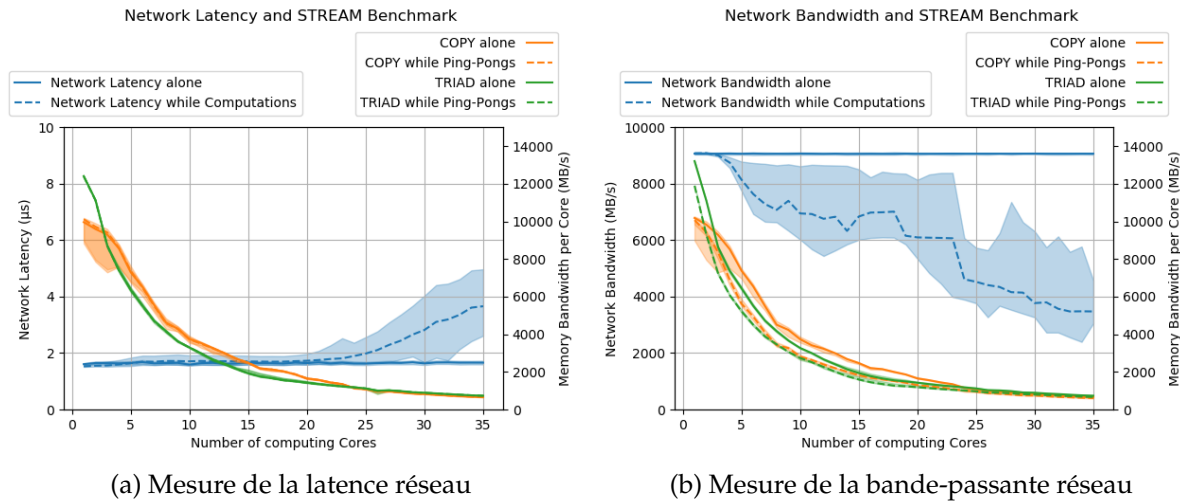 Network Latency and STREAM Benchmark
COPY alone
COPY while Ping-Pongs
TRIAD alone
TRIAD while Ping-Pongs
Network Latency alone
Network Latency while Computations
Network Latency (µs)
10
8
6
4
2
0
14000
12000
10000
8000
6000
4000
2000
0
Memory Bandwidth per Core (MB/s)
0 5 10 15 20 25 30 35
Number of computing Cores
(a) Mesure de la latence réseau
Network Bandwidth and STREAM Benchmark
COPY alone
COPY while Ping-Pongs
TRIAD alone
TRIAD while Ping-Pongs
Network Bandwidth alone
Network Bandwidth while Computations
Network Bandwidth (MB/s)
10000
8000
6000
4000
2000
0
14000
12000
10000
8000
6000
4000
2000
0
Memory Bandwidth per Core (MB/s)
0 5 10 15 20 25 30 35
Number of computing Cores
(b) Mesure de la bande-passante réseau